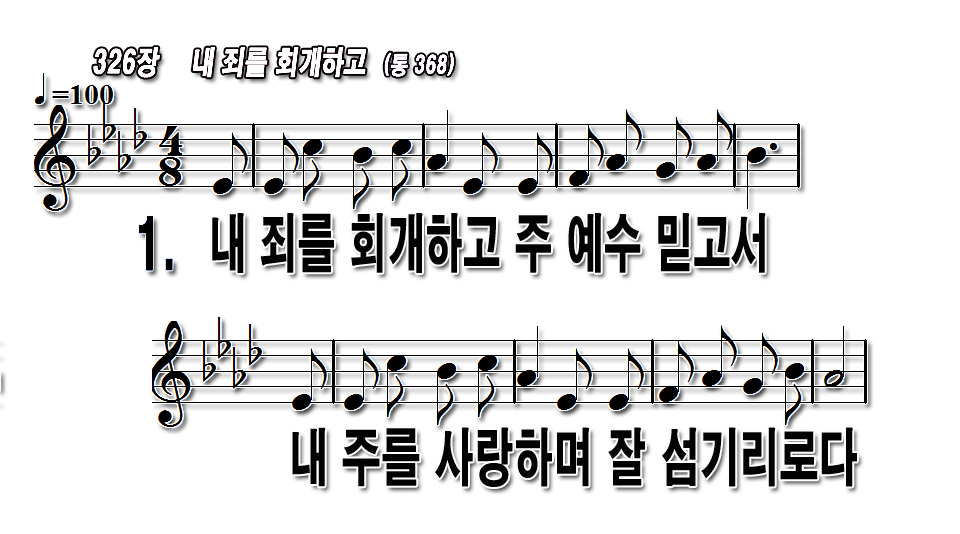 326장 내 죄를 회개하고 (통 368)
♩=100
4
8
1. 내 죄를 회개하고 주 예수 믿고서
내 주를 사랑하며 잘 섬기리로다